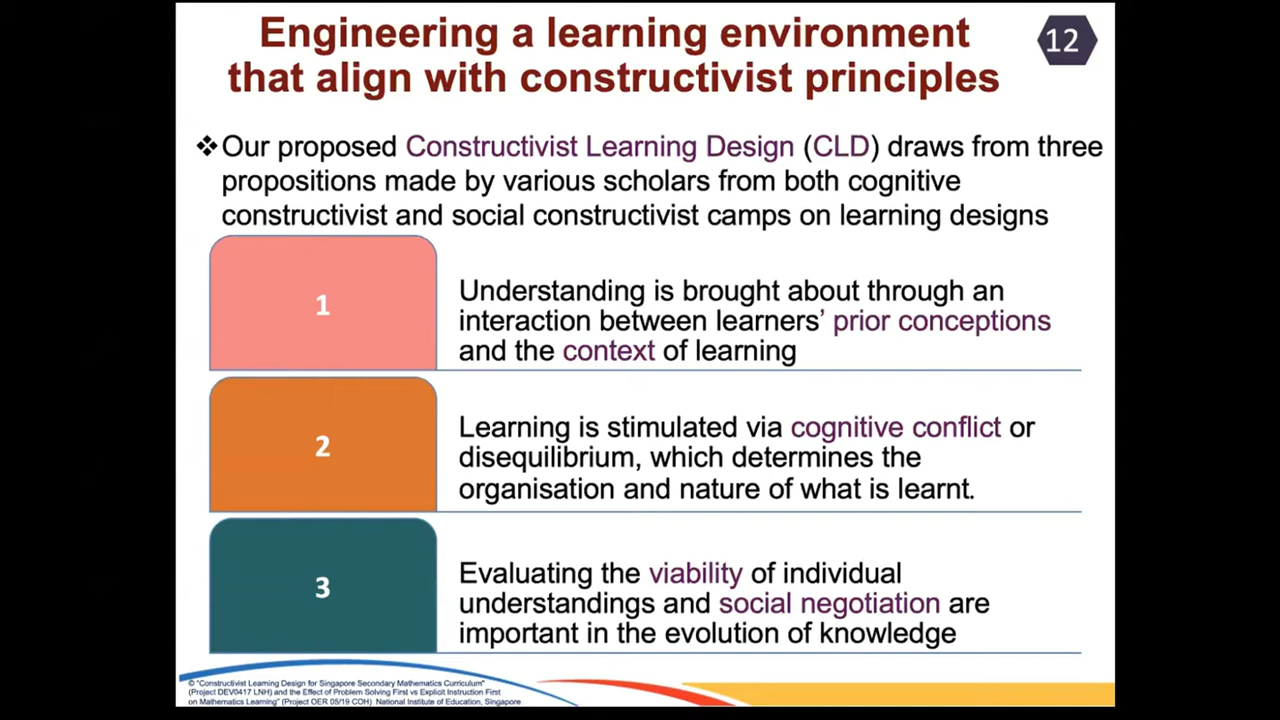 Engineering a learning environment
that align with constructivist principles
12
❖Our proposed Constructivist Learning Design (CLD) draws from three
propositions made by various scholars from both cognitive
constructivist and social constructivist camps on learning designs
1
Understanding is brought about through an
interaction between learners’ prior conceptions
and the context of learning
2
Learning is stimulated via cognitive conflict or
disequilibrium, which determines the
organisation and nature of what is learnt.
3
Evaluating the viability of individual
understandings and social negotiation are
important in the evolution of knowledge
© "Constructivist Learning Design for Singapore Secondary Mathematics Curriculum"
(Project DEV0417 LNH) and the Effect of Problem Solving First vs Explicit Instruction First
on Mathematics Learning" (Project OER 05/19 COH)  National Institute of Education, Singapore